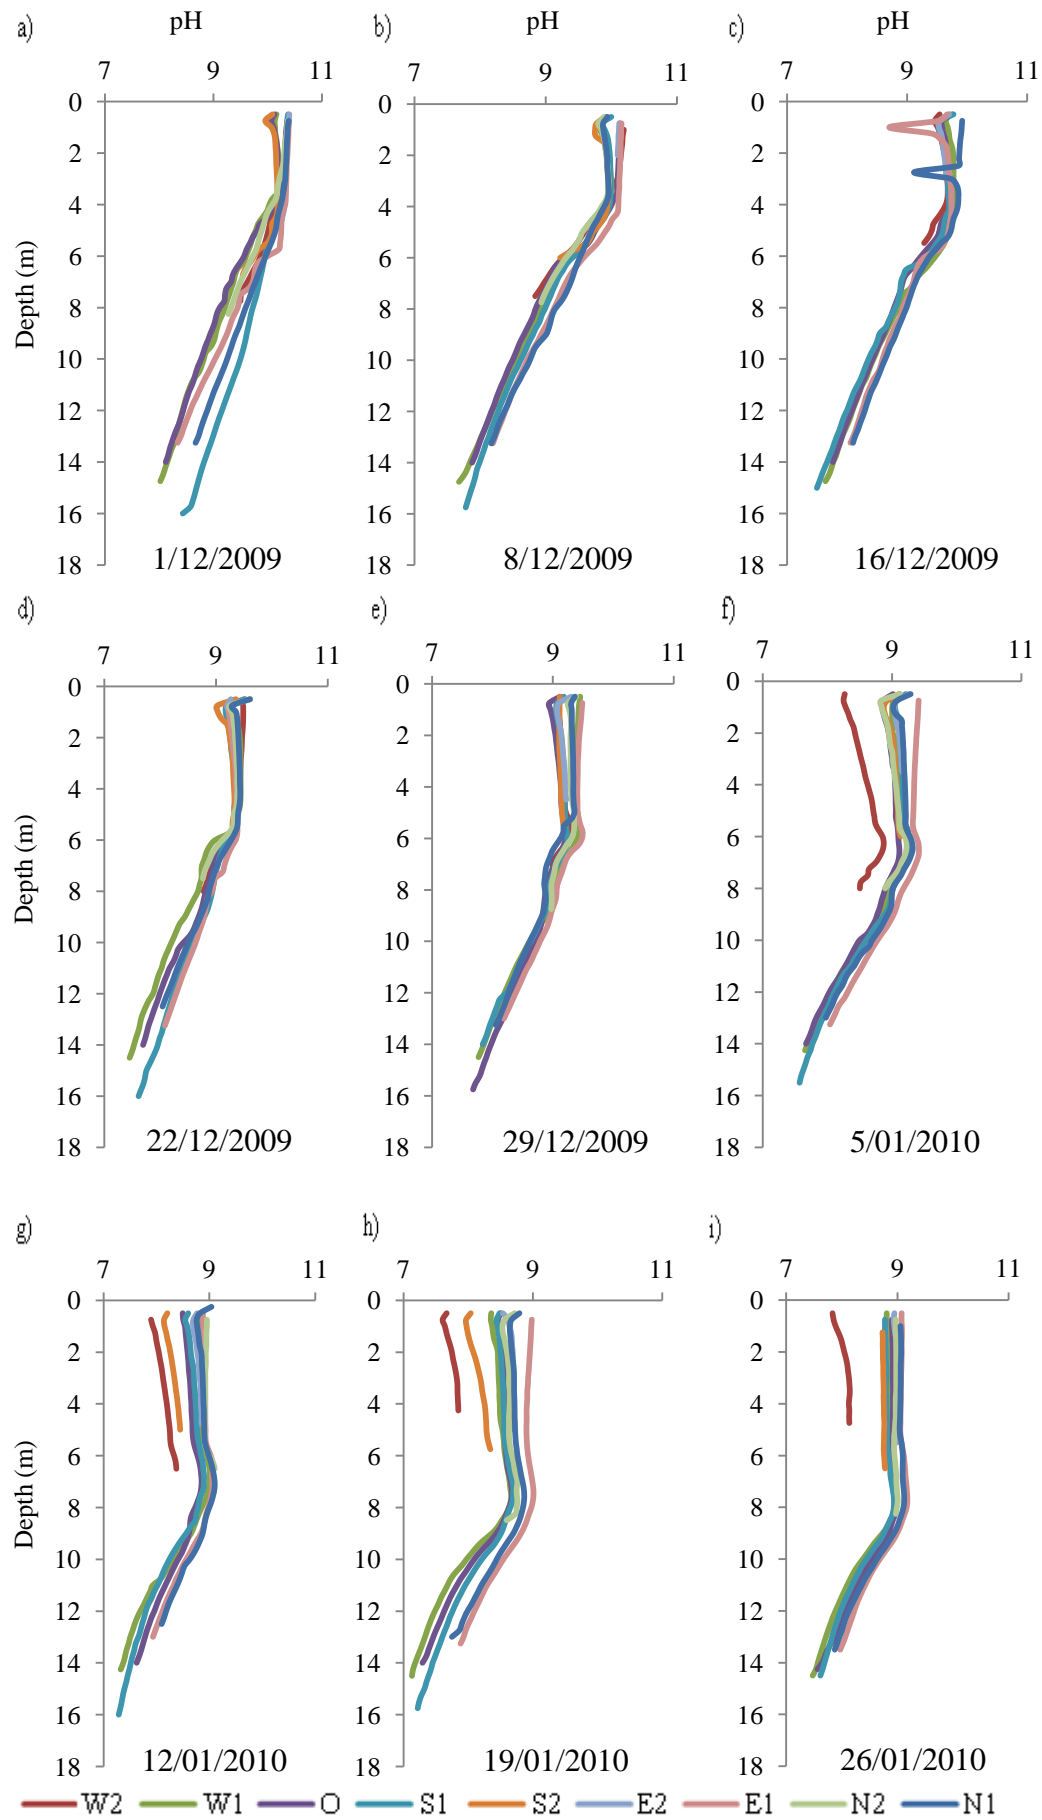 a) pH b) pH c) pH
7 9 11 7 9 11 7 9 11
0 0 0
2 2 2
4 4 4
6 6 6
8 8 8
10 10 10
12 12 12
14 14 14
16 16 16
18 18 18
Depth (m)
1/12/2009 8/12/2009 16/12/2009
d) e) f)
7 9 11 7 9 11 7 9 11
0 0 0
2 2 2
4 4 4
6 6 6
8 8 8
10 10 10
12 12 12
14 14 14
16 16 16
18 18 18
Depth (m)
22/12/2009 29/12/2009 5/01/2010
g) h) i)
7 9 11 7 9 11 7 9 11
0 0 0
2 2 2
4 4 4
6 6 6
8 8 8
10 10 10
12 12 12
14 14 14
16 16 16
18 18 18
Depth (m)
12/01/2010 19/01/2010 26/01/2010
W2 W1 O S1 S2 E2 E1 N2 N1